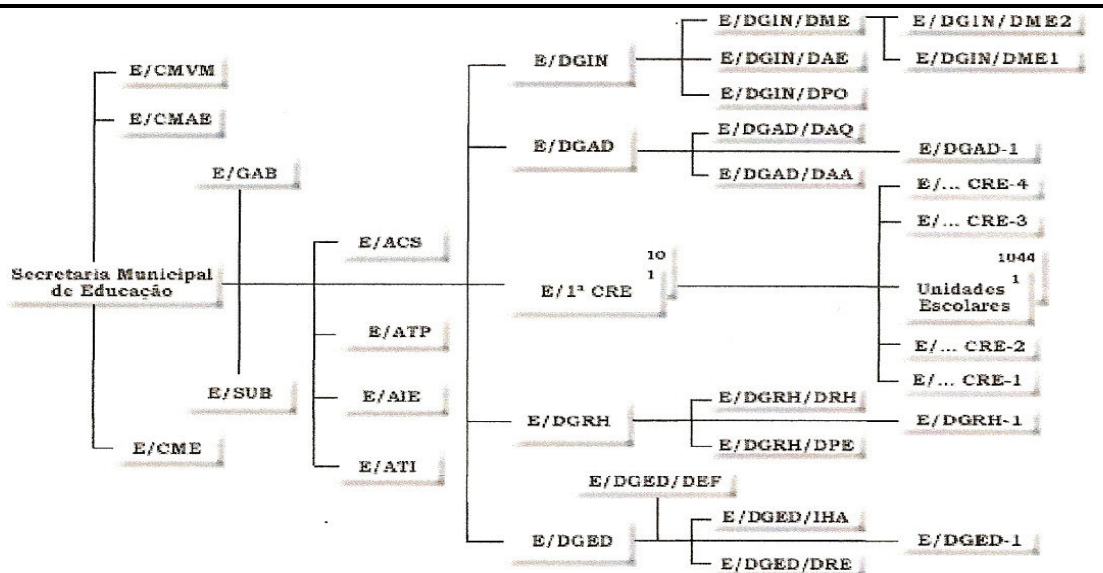 E/CMVM
E/CMAE
E/GAB
Secretaria Municipal
de Educação
E/SUB
E/CME
E/ACS
E/ATP
E/AIE
E/ATI
E/DGIN
E/DGIN/DME
E/DGIN/DME2
E/DGIN/DME1
E/DGIN/DAE
E/DGIN/DPO
E/DGAD
E/DGAD/DAQ
E/DGAD-1
E/DGAD/DAA
10
1
E/1ª CRE
E/... CRE-4
E/... CRE-3
1044
1
Unidades
Escolares
E/... CRE-2
E/... CRE-1
E/DGRH
E/DGRH/DRH
E/DGRH-1
E/DGRH/DPE
E/DGED/DEF
E/DGED
E/DGED/IHA
E/DGED-1
E/DGED/DRE